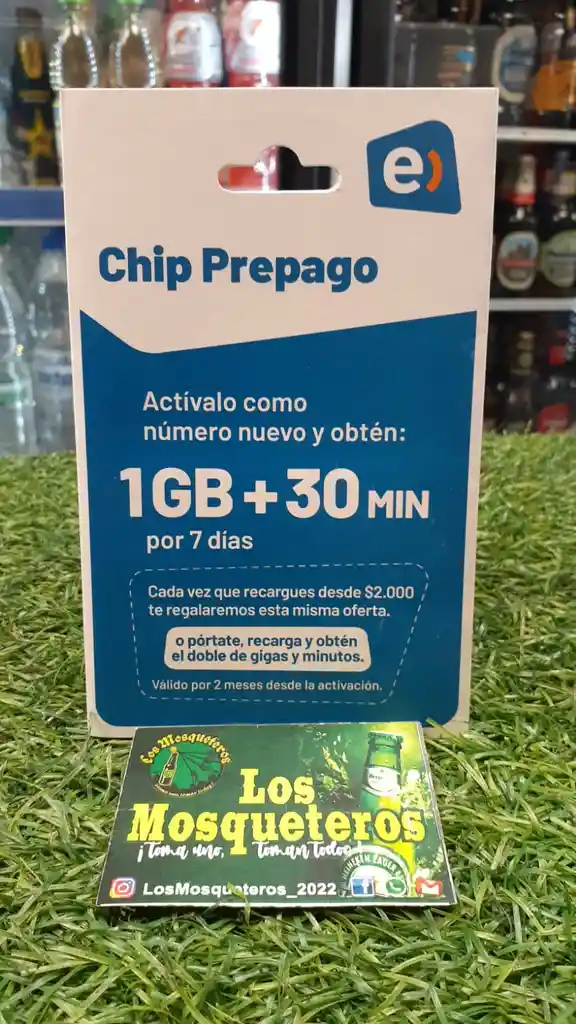 e)
Chip Prepago
Actívalo como
número nuevo y obtén:
1GB + 30 MIN
por 7 días
Cada vez que recargues desde $2.000
te regalaremos esta misma oferta.
o pórtate, recarga y obtén
el doble de gigas y minutos.
Válido por 2 meses desde la activación.
Los Mosqueteros
Los
Mosqueteros
¡Toma uno, Toman todos!
LosMosqueteros_2022